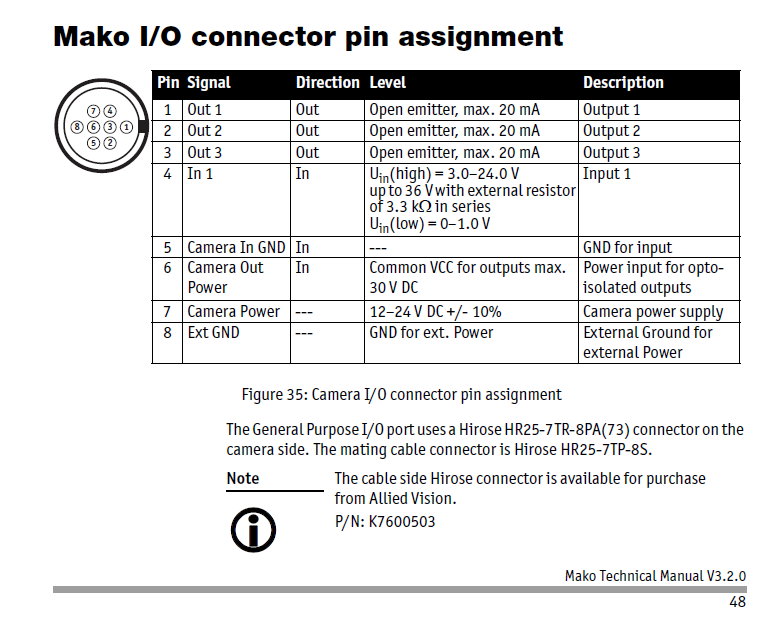 Mako I/O connector pin assignment
Pin Signal Direction Level Description
7 4
8 6 3 1
5 2
1 Out 1 Out Open emitter, max. 20 mA Output 1
2 Out 2 Out Open emitter, max. 20 mA Output 2
3 Out 3 Out Open emitter, max. 20 mA Output 3
4 In 1 In Uin(high) = 3.0–24.0 V Input 1
up to 36 V with external resistor
of 3.3 kΩ in series
Uin(low) = 0–1.0 V
5 Camera In GND In --- GND for input
6 Camera Out In Common VCC for outputs max. Power input for opto-
Power 30 V DC isolated outputs
7 Camera Power --- 12–24 V DC +/- 10% Camera power supply
8 Ext GND --- GND for ext. Power External Ground for
external Power
Figure 35: Camera I/O connector pin assignment
The General Purpose I/O port uses a Hirose HR25-7TR-8PA(73) connector on the
camera side. The mating cable connector is Hirose HR25-7TP-8S.
Note The cable side Hirose connector is available for purchase
from Allied Vision.
P/N: K7600503
Mako Technical Manual V3.2.0
48